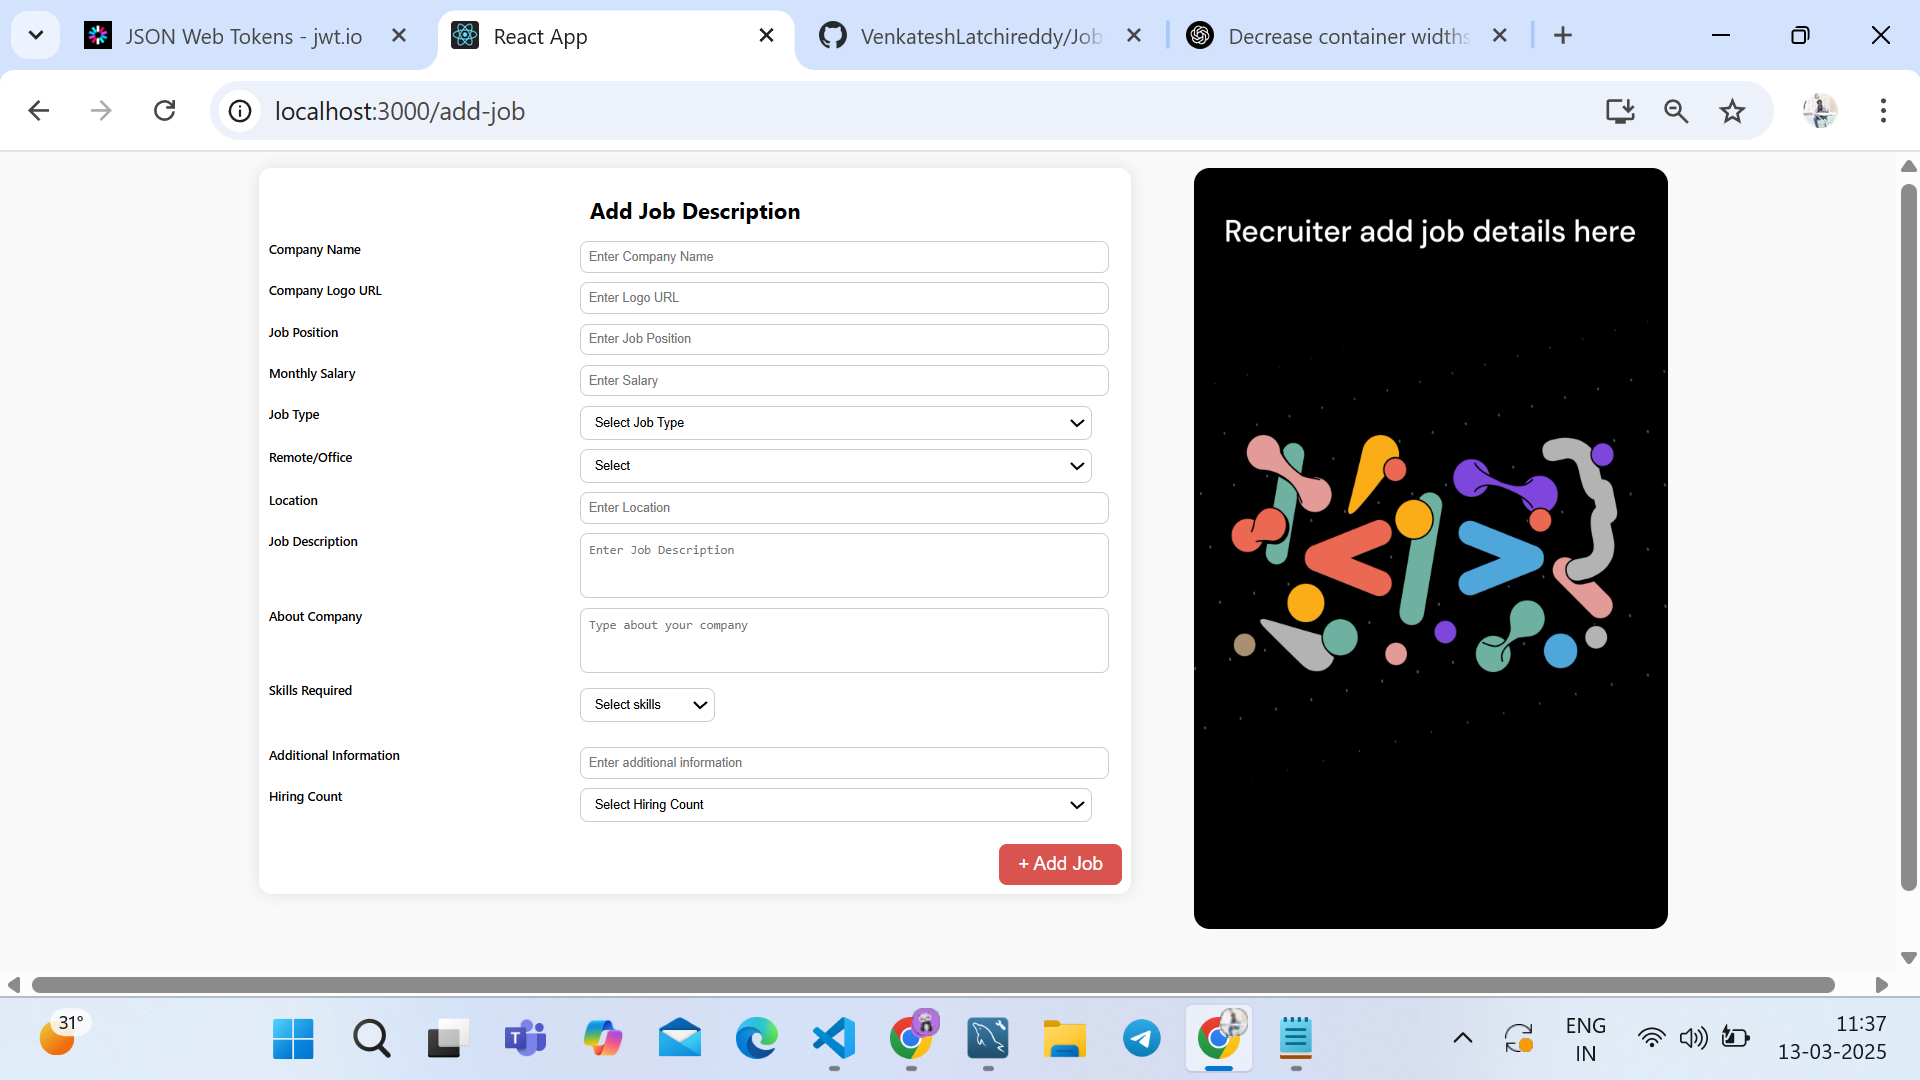 JSON Web Tokens - jwt.io
React App
VenkateshLatchireddy/Job
Decrease container widths
localhost:3000/add-job
Add Job Description
Company Name
Enter Company Name
Company Logo URL
Enter Logo URL
Job Position
Enter Job Position
Monthly Salary
Enter Salary
Job Type
Select Job Type
Remote/Office
Select
Location
Enter Location
Job Description
Enter Job Description
About Company
Type about your company
Skills Required
Select skills
Additional Information
Enter additional information
Hiring Count
Select Hiring Count
+ Add Job
Recruiter add job details here
31°
ENG
IN
11:37
13-03-2025